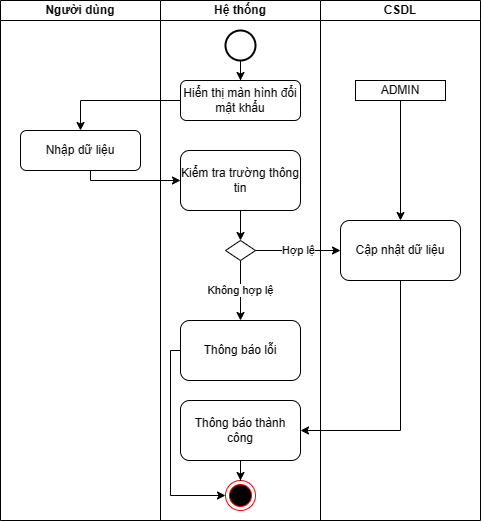 Người dùng
Hệ thống
CSDL
Hiển thị màn hình đổi
mật khẩu
ADMIN
Nhập dữ liệu
Kiểm tra trường thông
tin
Hợp lệ
Cập nhật dữ liệu
Không hợp lệ
Thông báo lỗi
Thông báo thành
công